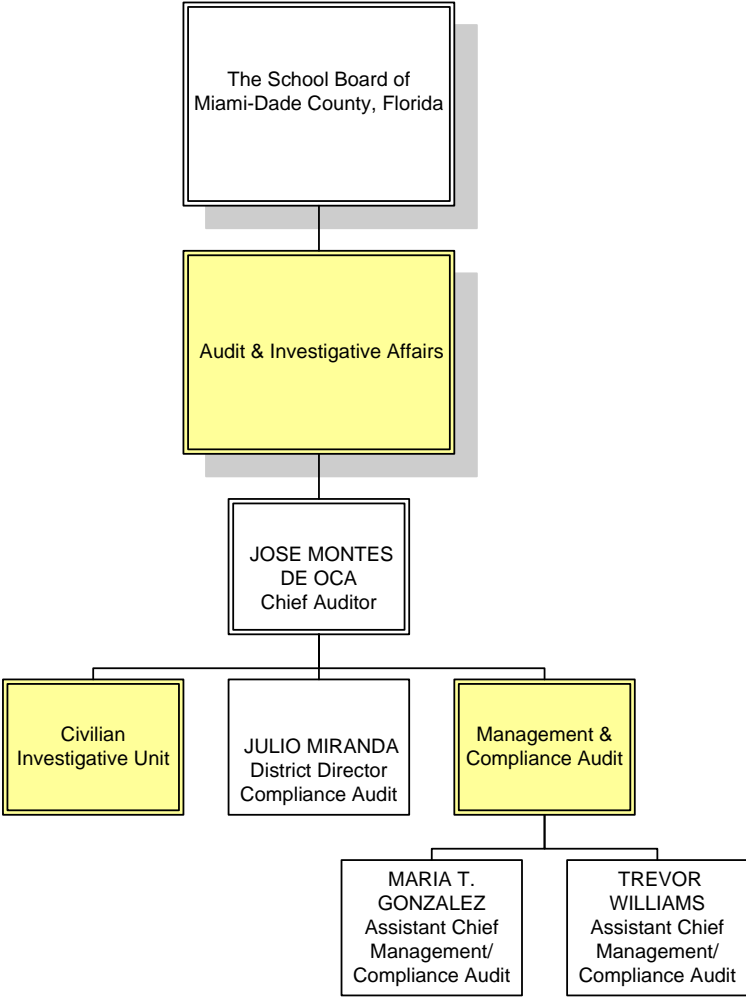 The School Board of
Miami-Dade County, Florida
Audit & Investigative Affairs
JOSE MONTES
DE OCA
Chief Auditor
Civilian
Investigative Unit
JULIO MIRANDA
District Director
Compliance Audit
Management &
Compliance Audit
MARIA T.
GONZALEZ
Assistant Chief
Management/
Compliance Audit
TREVOR
WILLIAMS
Assistant Chief
Management/
Compliance Audit